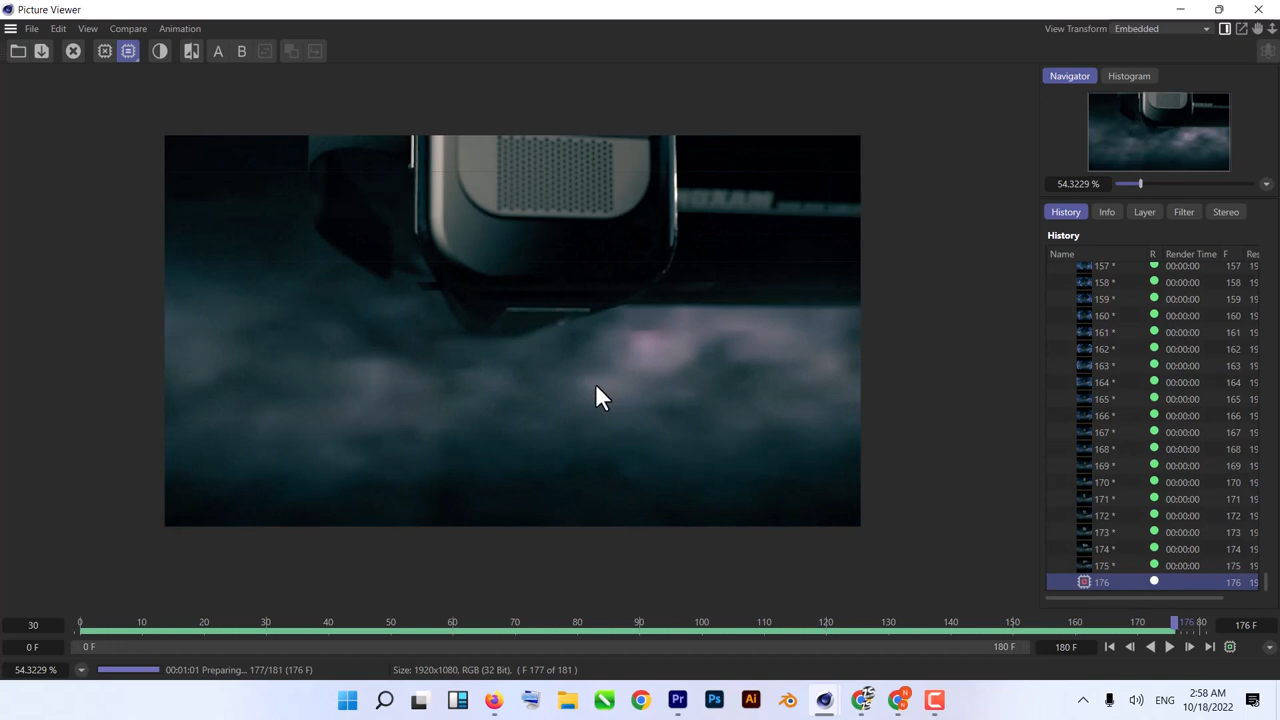 Picture Viewer
File Edit View Compare Animation
View Transform Embedded
A B
Navigator Histogram
54.3229 %
History Info Layer Filter Stereo
History
Name R Render Time F Res
157 * 00:00:00 157 19
158 * 00:00:00 158 19
159 * 00:00:00 159 19
160 * 00:00:00 160 19
161 * 00:00:00 161 19
162 * 00:00:00 162 19
163 * 00:00:00 163 19
164 * 00:00:00 164 19
165 * 00:00:00 165 19
166 * 00:00:00 166 19
167 * 00:00:00 167 19
168 * 00:00:00 168 19
169 * 00:00:00 169 19
170 * 00:00:00 170 19
171 * 00:00:00 171 19
172 * 00:00:00 172 19
173 * 00:00:00 173 19
174 * 00:00:00 174 19
175 * 00:00:00 175 19
176 176 19
30 0 10 20 30 40 50 60 70 80 90 100 110 120 130 140 150 160 170 176 80 176 F
0 F 0 F 180 F 180 F
54.3229 % 00:01:01 Preparing... 177/181 (176 F) Size: 1920x1080, RGB (32 Bit), ( F 177 of 181 )
Pr Ps Ai N N C ENG 2:58 AM
10/18/2022